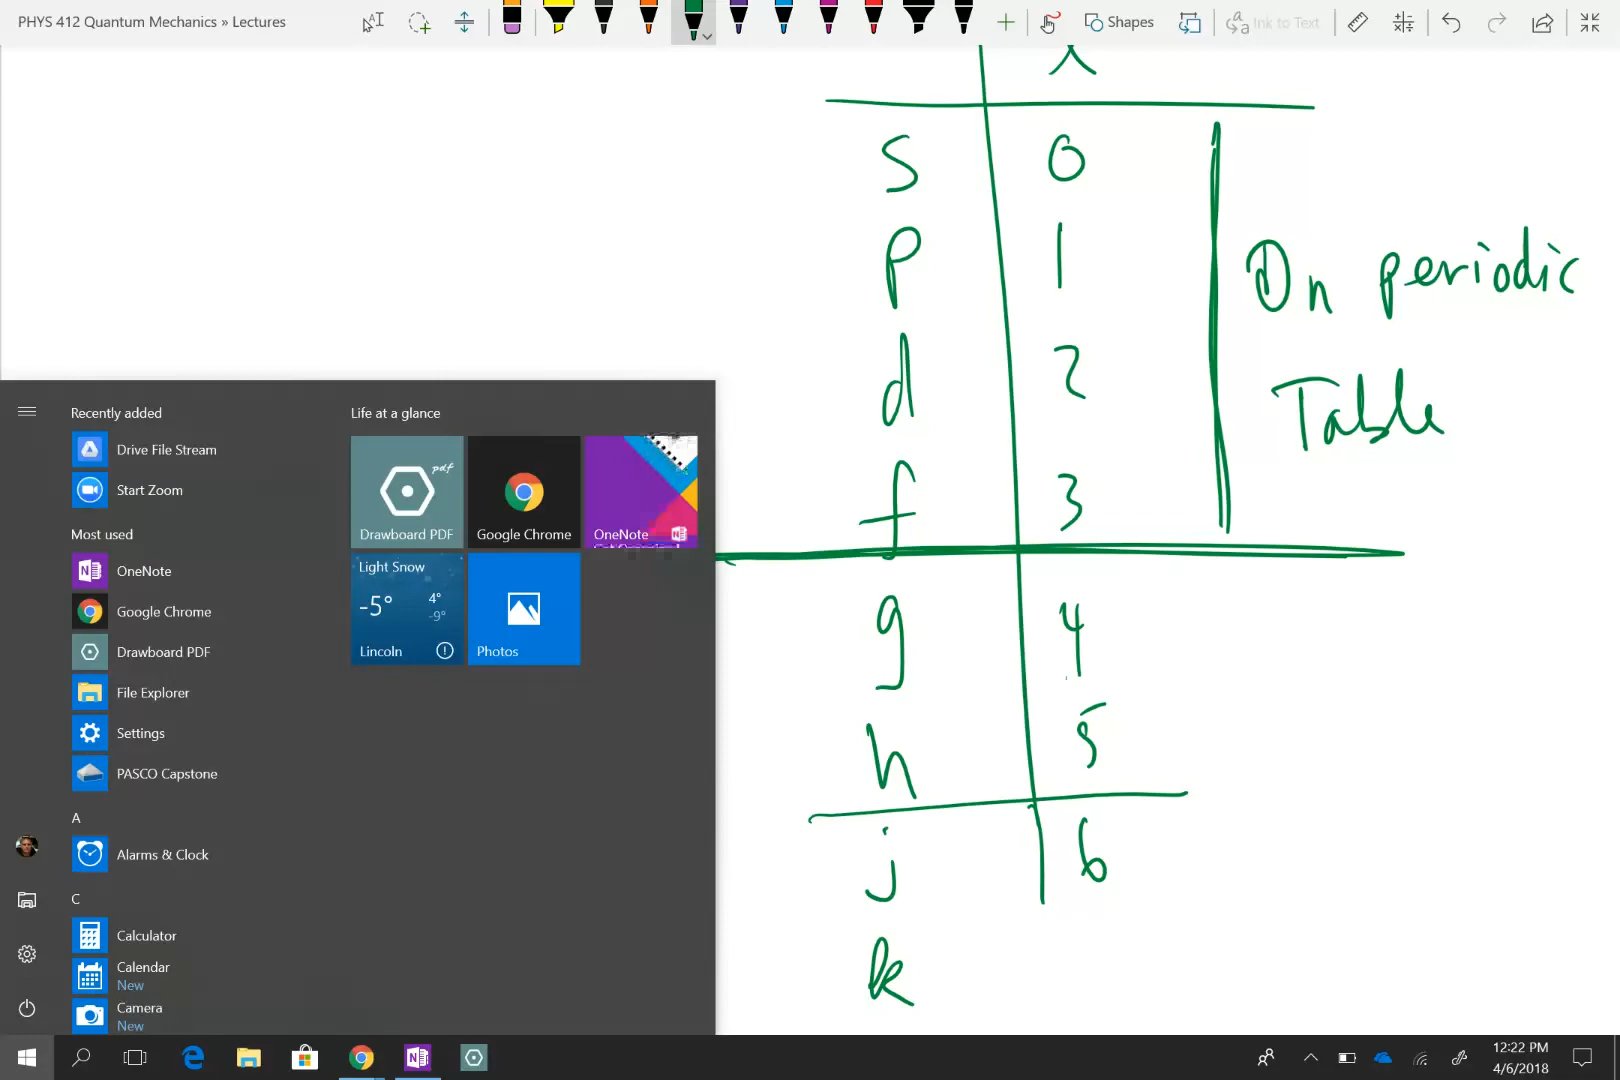 PHYS 412 Quantum Mechanics » Lectures
Shapes
Ink to Text
s 0
p 1
d 2
f 3
On periodic
Table
g 4
h 5
j 6
k
Recently added
Drive File Stream
Start Zoom
Most used
OneNote
Google Chrome
Drawboard PDF
File Explorer
Settings
PASCO Capstone
A
Alarms & Clock
C
Calculator
Calendar
New
Camera
New
Life at a glance
pdf
Drawboard PDF
Google Chrome
OneNote
Light Snow
-5° 4°
-9°
Lincoln
Photos
12:22 PM
4/6/2018